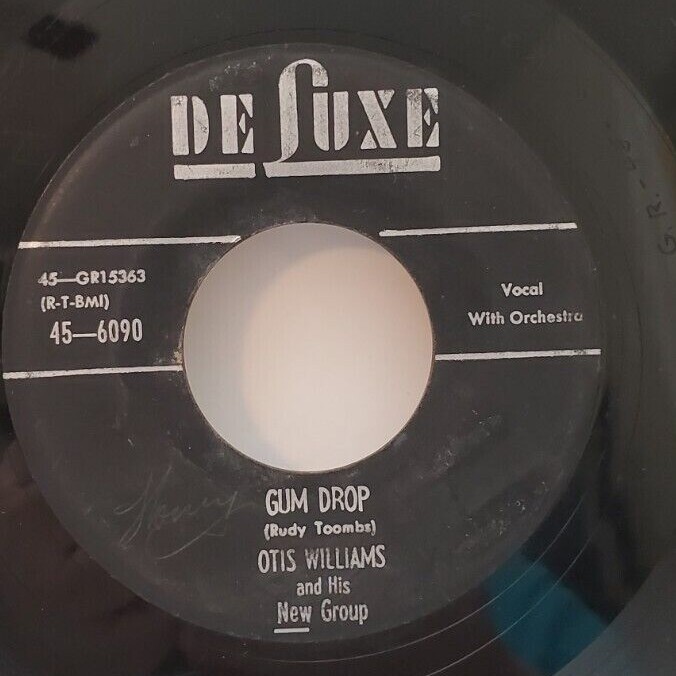 DE LUXE
45—GR15363
(R-T-BMI)
45—6090
Vocal
With Orchestra
GUM DROP
(Rudy Toombs)
OTIS WILLIAMS
and His
New Group